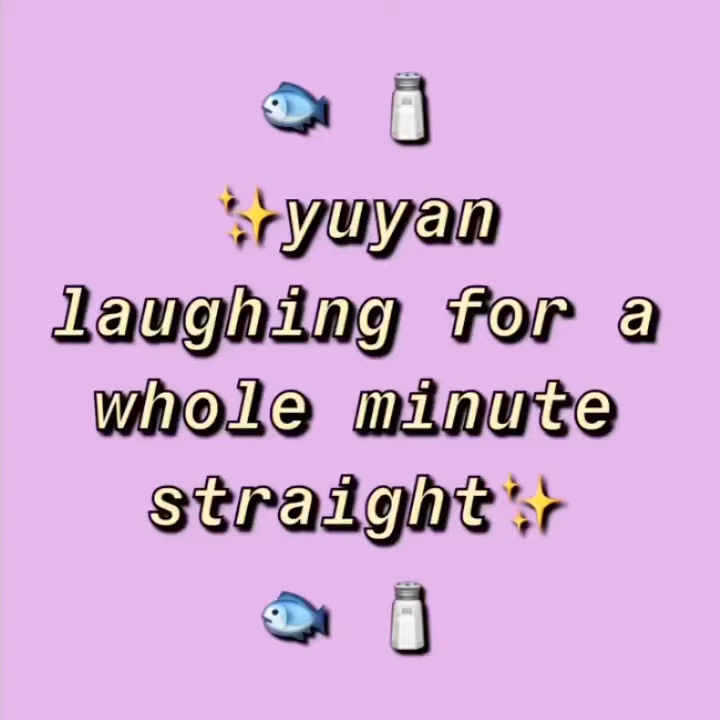 🐟 🧂
✨yuyan
laughing for a
whole minute
straight✨
🐟 🧂